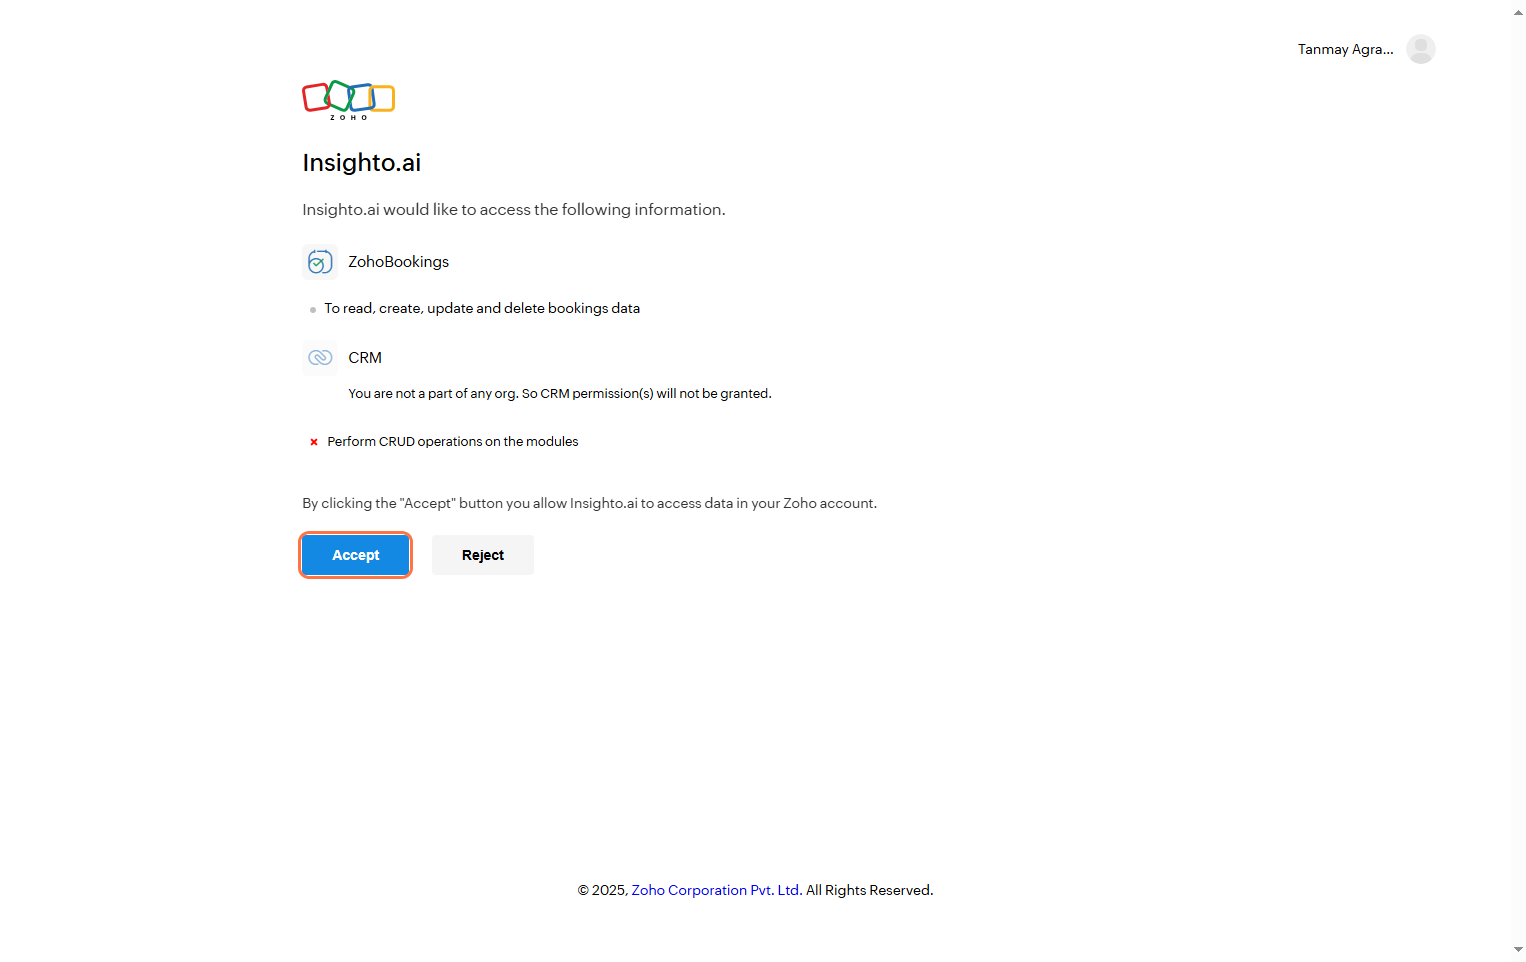 Tanmay Agra...
ZOHO
Insighto.ai
Insighto.ai would like to access the following information.
ZohoBookings
To read, create, update and delete bookings data
CRM
You are not a part of any org. So CRM permission(s) will not be granted.
Perform CRUD operations on the modules
By clicking the "Accept" button you allow Insighto.ai to access data in your Zoho account.
Accept Reject
© 2025, Zoho Corporation Pvt. Ltd. All Rights Reserved.